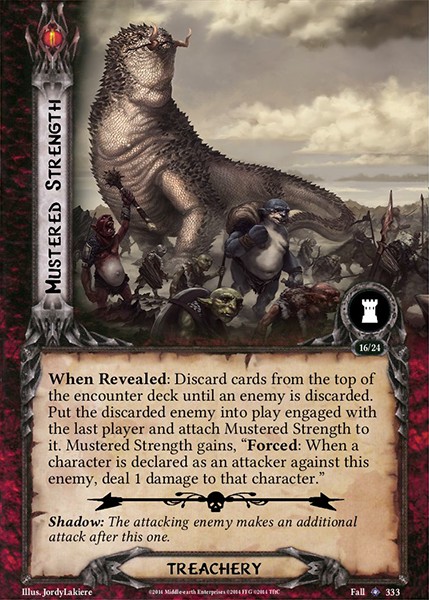 MUSTERED STRENGTH
16/24
When Revealed: Discard cards from the top of
the encounter deck until an enemy is discarded.
Put the discarded enemy into play engaged with
the last player and attach Mustered Strength to
it. Mustered Strength gains, “Forced: When a
character is declared as an attacker against this
enemy, deal 1 damage to that character.”
Shadow: The attacking enemy makes an additional
attack after this one.
TREACHERY
Illus. JordyLakiere ©2014 Middle-earth Enterprises ©2014 FFG ©2014 Fall 333